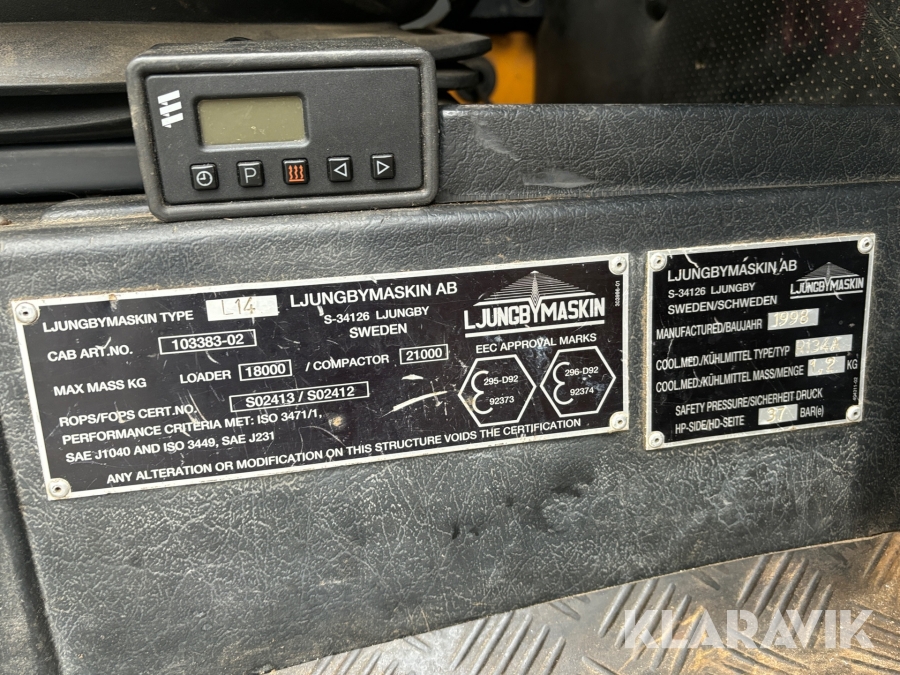 P
LJUNGBYMASKIN TYPE L14
LJUNGBYMASKIN AB
S-34126 LJUNGBY
SWEDEN
CAB ART.NO. 103383-02
MAX MASS KG LOADER 18000 / COMPACTOR 21000
ROPS/FOPS CERT.NO. S02413 / S02412
PERFORMANCE CRITERIA MET: ISO 3471/1,
SAE J1040 AND ISO 3449, SAE J231
ANY ALTERATION OR MODIFICATION ON THIS STRUCTURE VOIDS THE CERTIFICATION
LJUNGBYMASKIN
EEC APPROVAL MARKS
295-D92
92373
296-D92
92374
LJUNGBYMASKIN AB
S-34126 LJUNGBY
SWEDEN/SCHWEDEN
LJUNGBYMASKIN
MANUFACTURED/BAUJAHR 1998
COOL.MED./KÜHLMITTEL TYPE/TYP
COOL.MED./KÜHLMITTEL MASS/MENGE 1,2 KG
SAFETY PRESSURE/SICHERHEIT DRUCK
HP-SIDE/HD-SEITE 37 BAR(e)
KLARAVIK